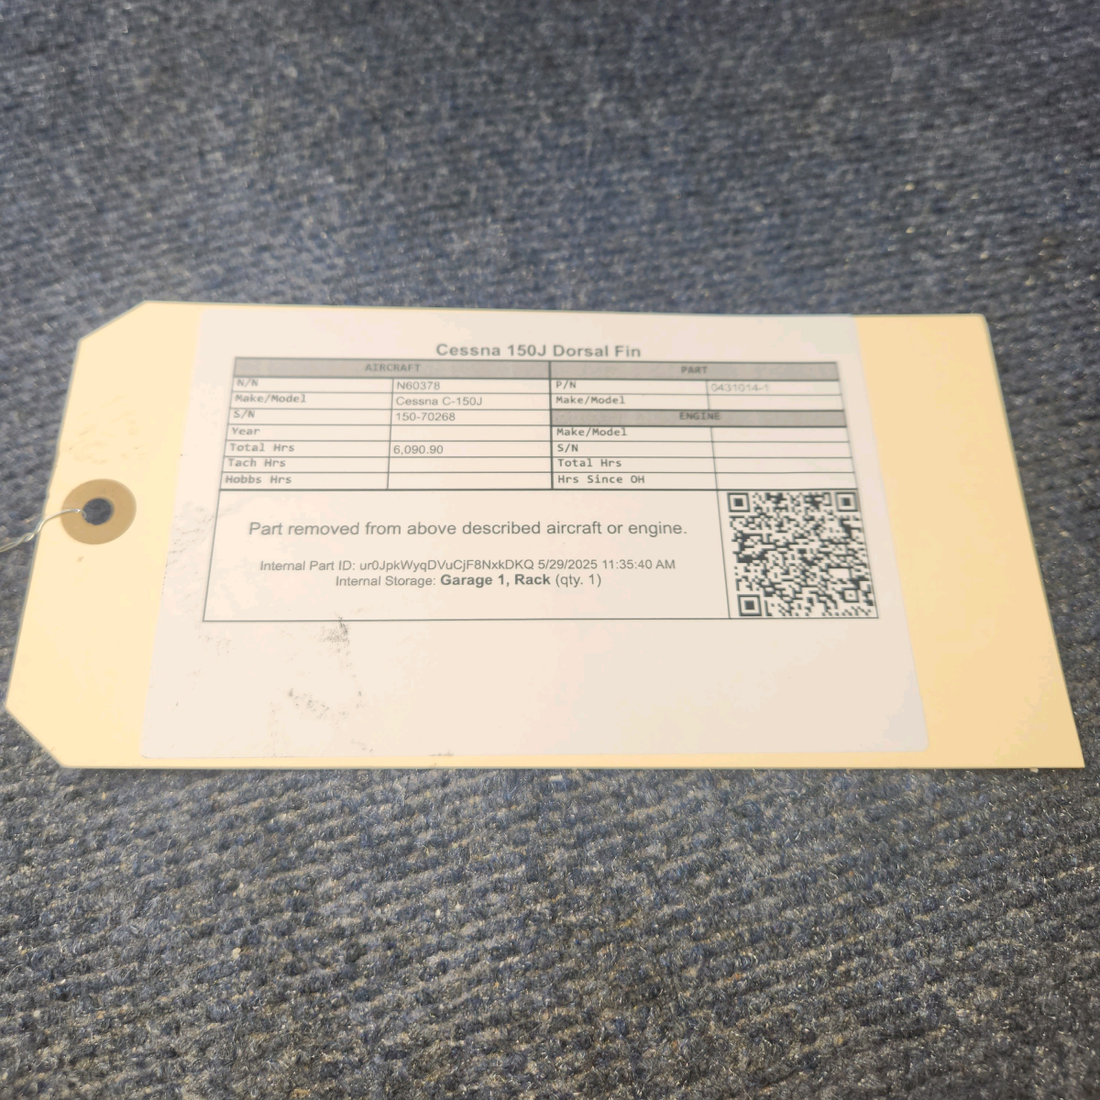 Cessna 150J Dorsal Fin
AIRCRAFT PART
N/N N60378 P/N 0431014-1
Make/Model Cessna C-150J Make/Model
S/N 150-70268 ENGINE
Year Make/Model
Total Hrs 6,090.90 S/N
Tach Hrs Total Hrs
Hobbs Hrs Hrs Since OH
Part removed from above described aircraft or engine.
Internal Part ID: ur0JpkWyqDVuCjF8NxkDKQ 5/29/2025 11:35:40 AM
Internal Storage: Garage 1, Rack (qty. 1)